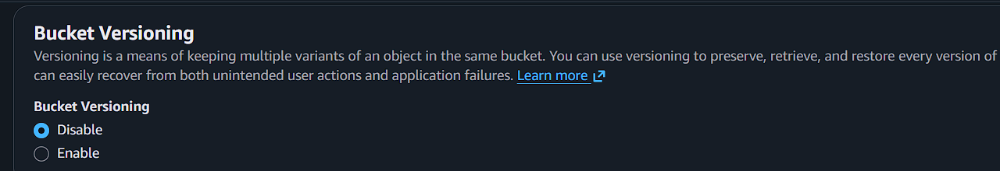 Bucket Versioning
Versioning is a means of keeping multiple variants of an object in the same bucket. You can use versioning to preserve, retrieve, and restore every version of
can easily recover from both unintended user actions and application failures. Learn more
Bucket Versioning
Disable
Enable